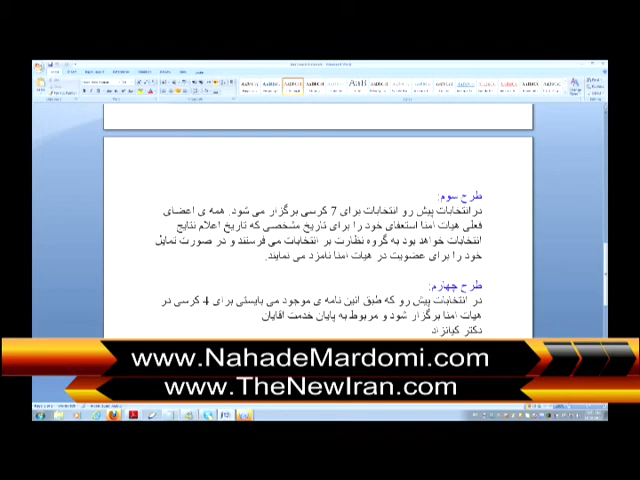 طرح سوم:
در انتخابات پیش رو انتخابات برای 7 کرسی برگزار می شود. همه ی اعضای
فعلی هیات امنا استعفای خود را برای تاریخ مشخصی که تاریخ اعلام نتایج
انتخابات خواهد بود به گروه نظارت بر انتخابات می فرستند و در صورت تمایل
خود را برای عضویت در هیات امنا نامزد می نمایند.
طرح چهارم:
در انتخابات پیش رو که طبق ائین نامه ی موجود می بایستی برای 4 کرسی در
هیات امنا برگزار شود و مربوط به پایان خدمت اقایان
دکتر کیانزاد
www.NahadeMardomi.com
www.TheNewIran.com